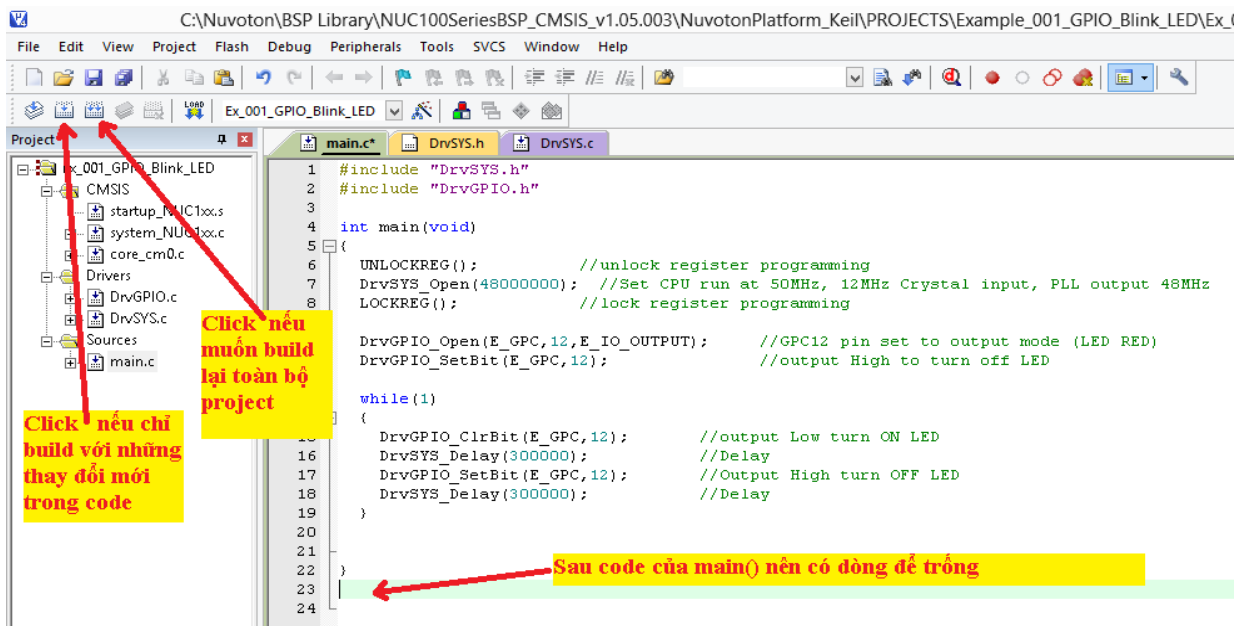 C:\Nuvoton\BSP Library\NUC100SeriesBSP_CMSIS_v1.05.003\NuvotonPlatform_Keil\PROJECTS\Example_001_GPIO_Blink_LED\Ex_0
File Edit View Project Flash Debug Peripherals Tools SVCS Window Help
LOAD Ex_001_GPIO_Blink_LED
Project
Ex_001_GPIO_Blink_LED
CMSIS
startup_NUC1xx.s
system_NUC1xx.c
core_cm0.c
Drivers
DrvGPIO.c
DrvSYS.c
Sources
main.c
Click nếu
muốn build
lại toàn bộ
project
Click nếu chỉ
build với những
thay đổi mới
trong code
main.c* DrvSYS.h DrvSYS.c
1 #include "DrvSYS.h"
2 #include "DrvGPIO.h"
3
4 int main(void)
5 {
6 UNLOCKREG(); //unlock register programming
7 DrvSYS_Open(48000000); //Set CPU run at 50MHz, 12MHz Crystal input, PLL output 48MHz
8 LOCKREG(); //lock register programming
DrvGPIO_Open(E_GPC,12,E_IO_OUTPUT); //GPC12 pin set to output mode (LED RED)
DrvGPIO_SetBit(E_GPC,12); //output High to turn off LED
while(1)
{
DrvGPIO_ClrBit(E_GPC,12); //output Low turn ON LED
16 DrvSYS_Delay(300000); //Delay
17 DrvGPIO_SetBit(E_GPC,12); //Output High turn OFF LED
18 DrvSYS_Delay(300000); //Delay
19 }
20
21
22 }
23
24
Sau code của main() nên có dòng để trống